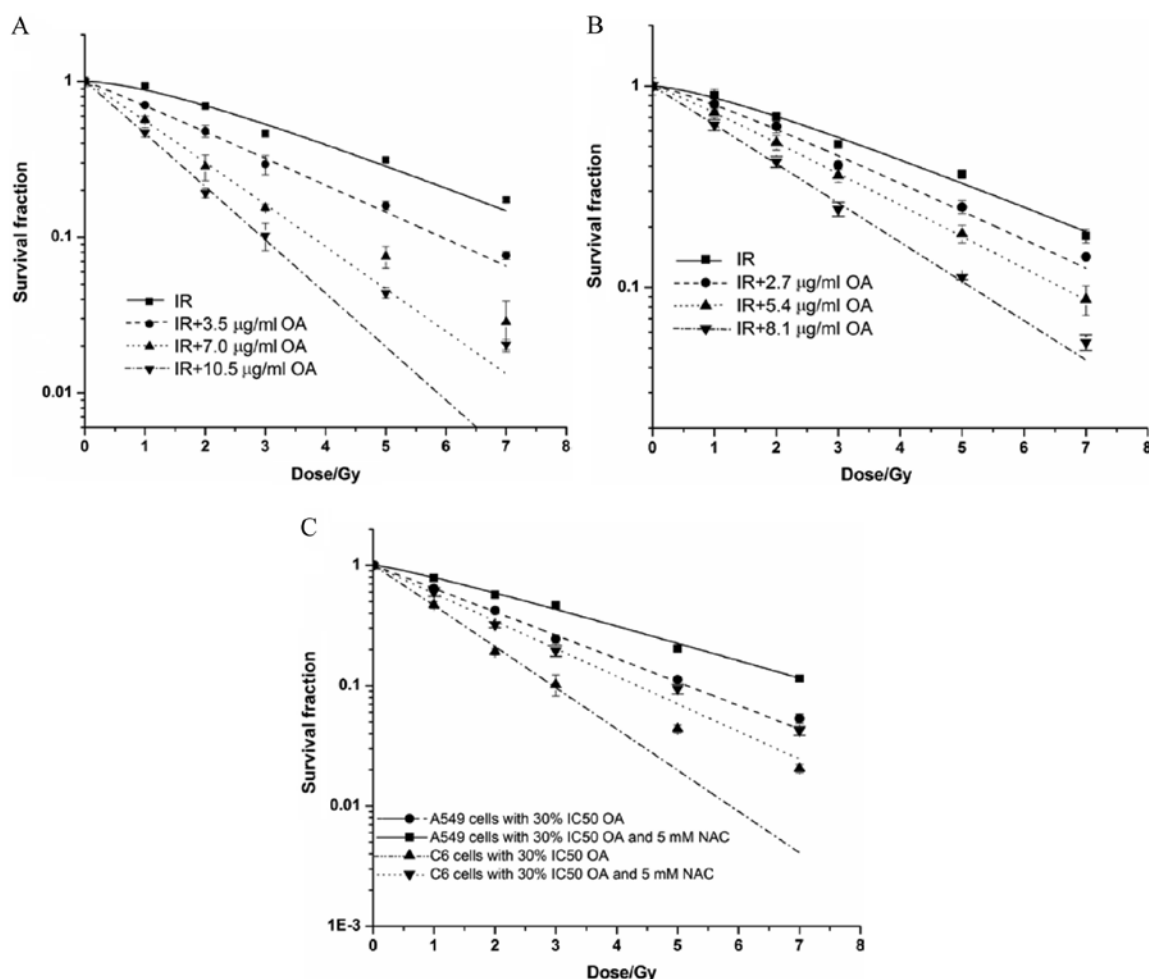 A
Survival fraction
1
0.1
0.01
IR
IR+3.5 μg/ml OA
IR+7.0 μg/ml OA
IR+10.5 μg/ml OA
0 1 2 3 4 5 6 7 8
Dose/Gy
B
Survival fraction
1
0.1
IR
IR+2.7 μg/ml OA
IR+5.4 μg/ml OA
IR+8.1 μg/ml OA
0 1 2 3 4 5 6 7 8
Dose/Gy
C
Survival fraction
1
0.1
0.01
1E-3
A549 cells with 30% IC50 OA
A549 cells with 30% IC50 OA and 5 mM NAC
C6 cells with 30% IC50 OA
C6 cells with 30% IC50 OA and 5 mM NAC
0 1 2 3 4 5 6 7 8
Dose/Gy